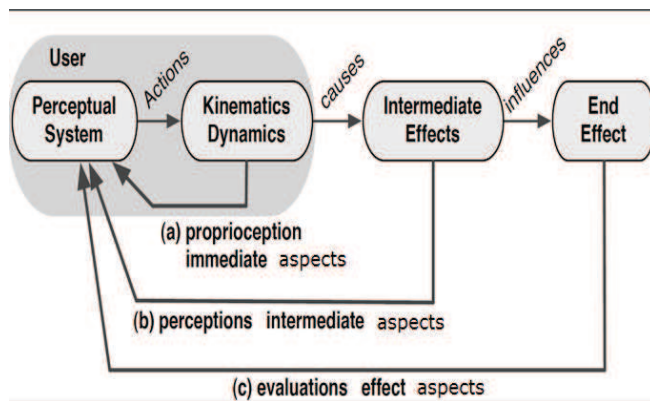 User
Perceptual
System
Actions
Kinematics
Dynamics
causes
Intermediate
Effects
influences
End
Effect
(a) proprioception
immediate aspects
(b) perceptions intermediate aspects
(c) evaluations effect aspects